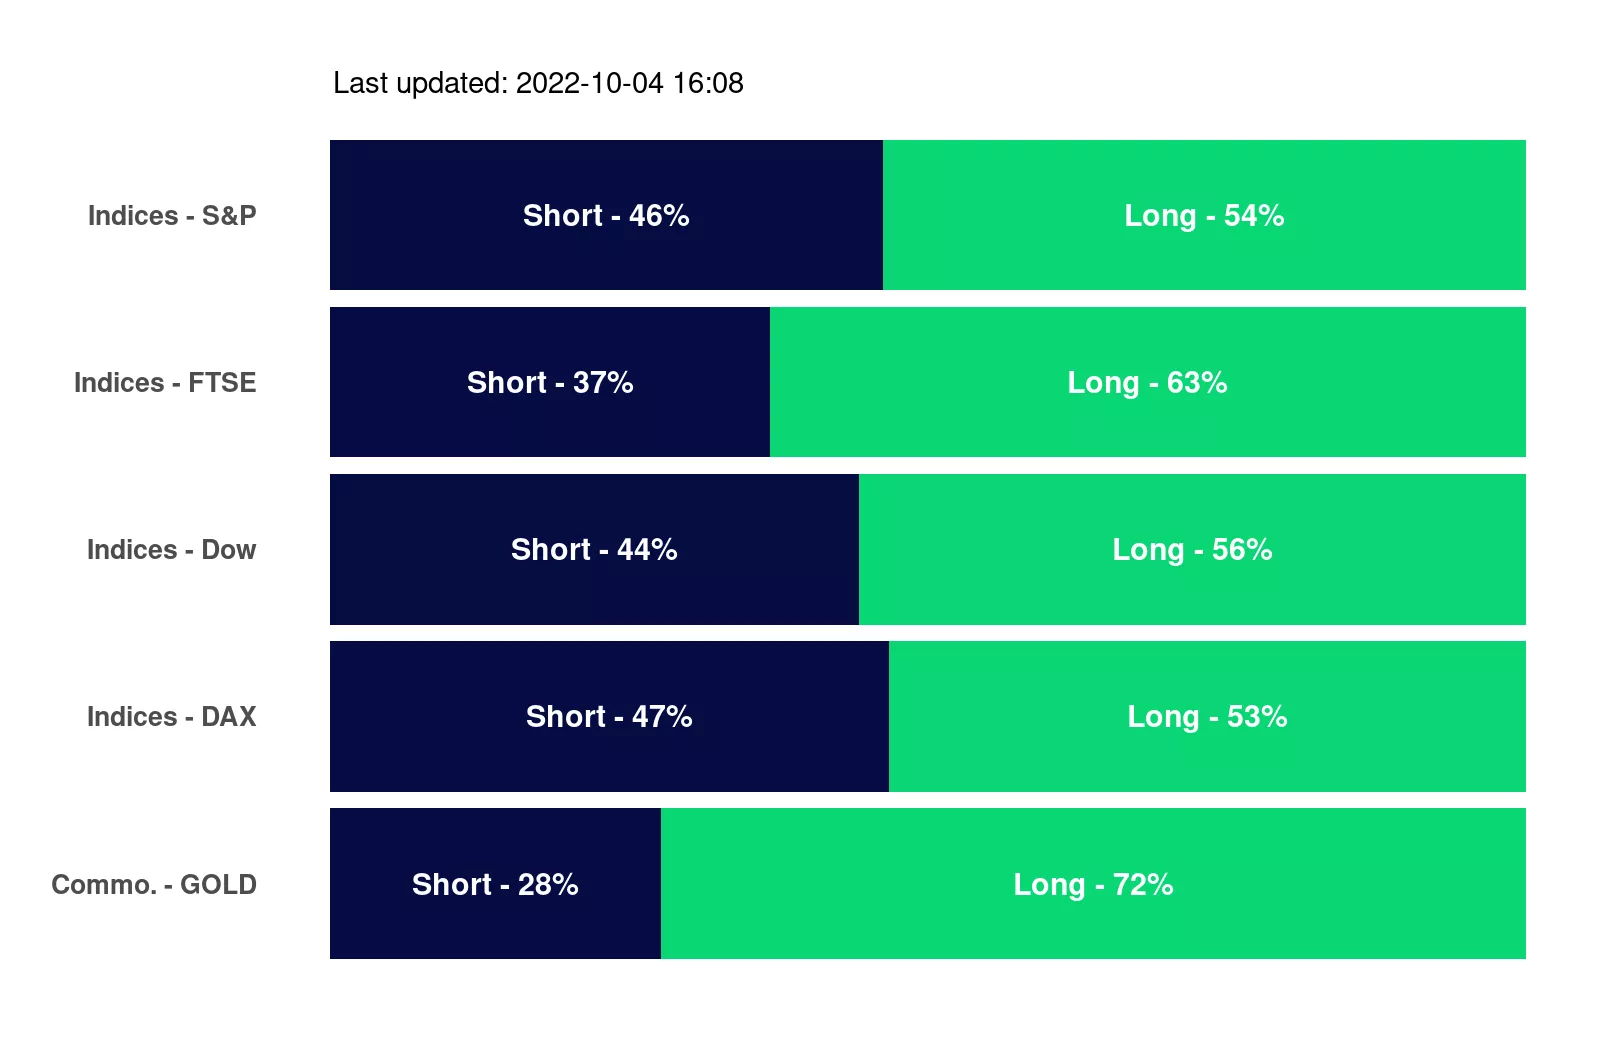 Last updated: 2022-10-04 16:08
Indices - S&P Short - 46% Long - 54%
Indices - FTSE Short - 37% Long - 63%
Indices - Dow Short - 44% Long - 56%
Indices - DAX Short - 47% Long - 53%
Commo. - GOLD Short - 28% Long - 72%